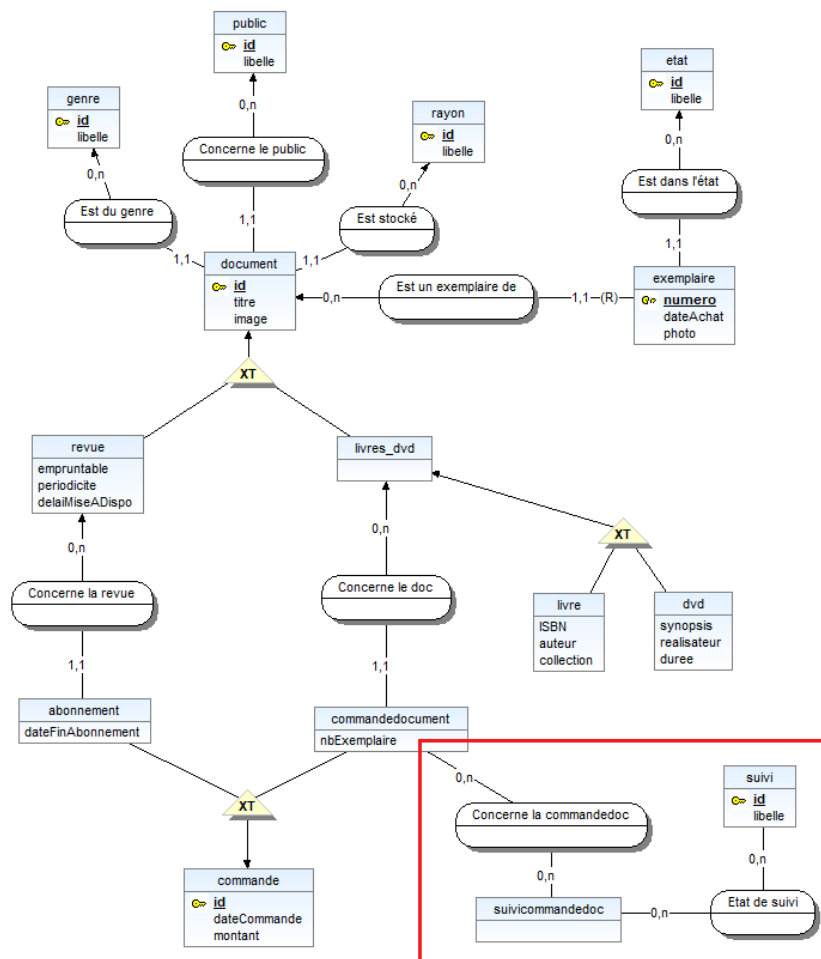 public
id
libelle
etat
id
libelle
genre
id
libelle
rayon
id
libelle
0,n
0,n
0,n
0,n
Concerne le public
Est dans l'état
Est du genre
Est stocké
1,1
1,1
1,1
1,1
document
id
titre
image
0,n
Est un exemplaire de
1,1 (R)
exemplaire
numero
dateAchat
photo
XT
revue
empruntable
periodicite
delaiMiseADispo
livres_dvd
0,n
0,n
XT
Concerne la revue
Concerne le doc
livre
ISBN
auteur
collection
dvd
synopsis
realisateur
duree
1,1
1,1
abonnement
dateFinAbonnement
commandedocument
nbExemplaire
XT
0,n
suivi
id
libelle
Concerne la commandedoc
0,n
0,n
commande
id
dateCommande
montant
suivicommandedoc
0,n
Etat de suivi